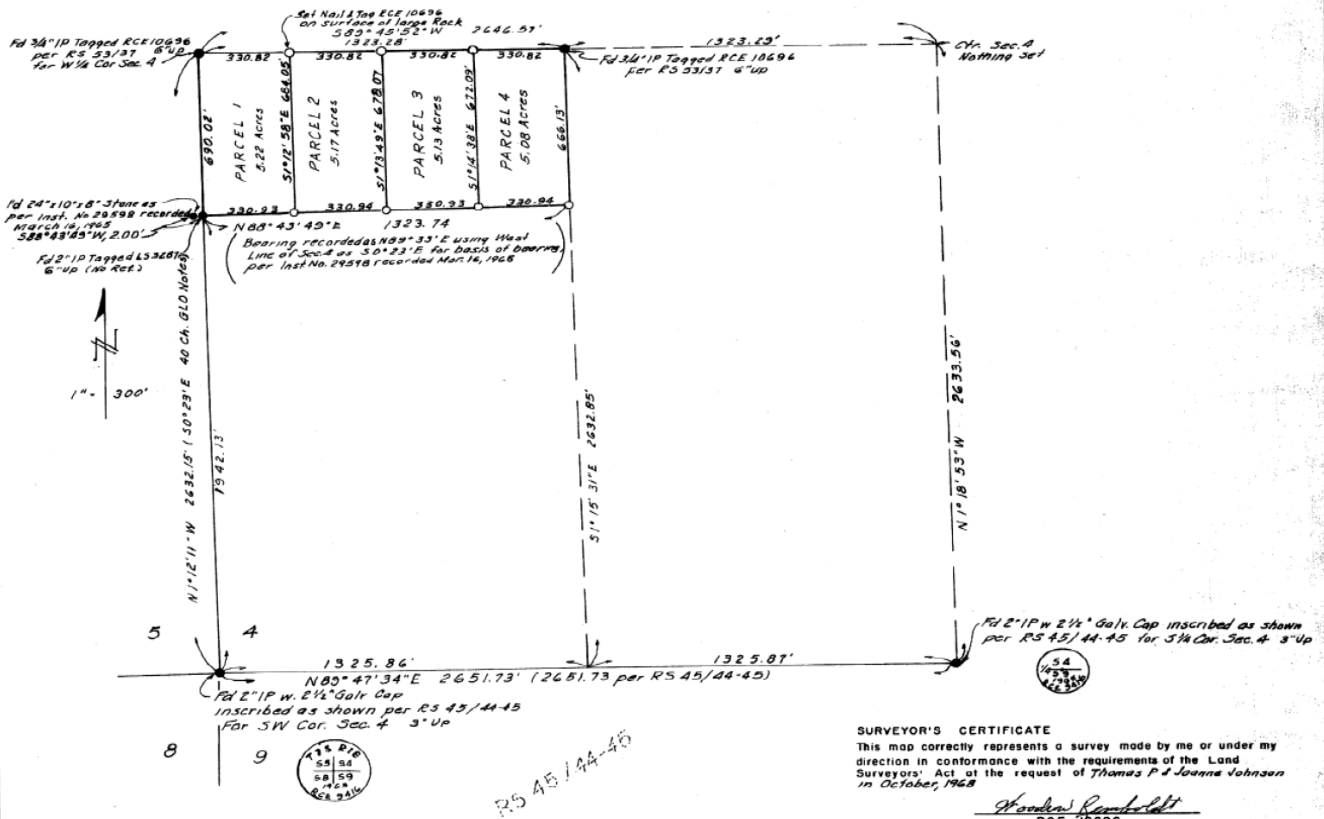 Set Nail & Tag RCE 10696
on surface of large Rock
S89°45'52"W 2646.57'
1323.28'
1323.29'
Fd 3/4" IP Tagged RCE 10696
per RS 53/37 6"up
for W 1/4 Cor Sec. 4
330.82
330.82
330.82
330.82
Fd 3/4" IP Tagged RCE 10696
per RS 53/37 6"up
Ctr. Sec. 4
Nothing Set
690.02'
PARCEL 1
5.22 Acres
S1°12'58"E 684.05'
PARCEL 2
5.17 Acres
S1°13'49"E 678.07
PARCEL 3
5.13 Acres
S1°14'38"E 672.09'
PARCEL 4
5.08 Acres
666.13'
Fd 24"x10"x8" Stone as
per Inst. No 29598 recorded
March 16, 1965
S88°43'49"W, 2.00'
330.93
330.94
330.93
330.94
N88°43'49"E 1323.74
Fd 2" IP Tagged
6"up (No Ref.)
Bearing recorded as N89°33'E using West
Line of Sec. 4 as S0°23'E for basis of bearing
per Inst No. 29598 recorded Mar. 16,
1"= 300'
N1°12'11"W 2632.15' (S0°23'E 40 Ch. GLO Notes)
1942.13'
S1°15'31"E 2632.85'
N1°18'53"W 2633.56'
5
4
1325.86'
1325.87'
N89°47'34"E 2651.73' (2651.73 per RS 45/44-45)
Fd 2" IP w 2½" Galv. Cap inscribed as shown
per RS 45/44-45 for S¼ Cor. Sec. 4 3"up
S4
Fd 2" IP w. 2½" Galv Cap
inscribed as shown per RS 45/44-45
For SW Cor. Sec. 4 3"Up
8
9
S5 S4
S8 S9
RS 45/44-45
SURVEYOR'S CERTIFICATE
This map correctly represents a survey made by me or under my
direction in conformance with the requirements of the Land
Surveyors' Act at the request of Thomas P & Joanne Johnson
in October, 1968